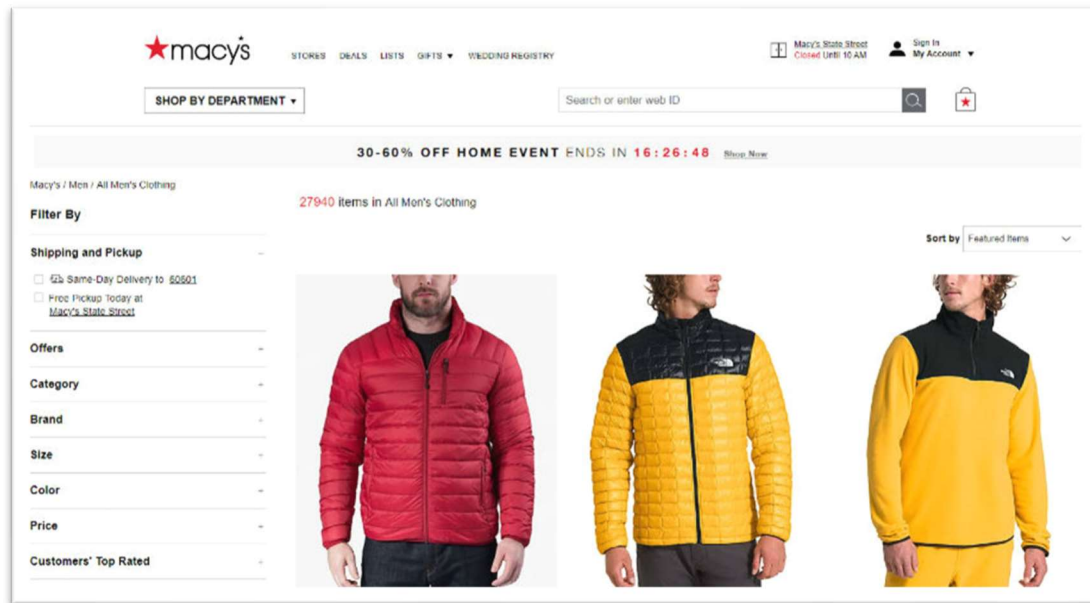 macy's
STORES DEALS LISTS GIFTS WEDDING REGISTRY
Macy's State Street
Closed Until 10 AM
Sign In
My Account
SHOP BY DEPARTMENT
Search or enter web ID
30-60% OFF HOME EVENT ENDS IN 16:26:48 Shop Now
Macy's / Men / All Men's Clothing
27940 items in All Men's Clothing
Filter By
Sort by Featured Items
Shipping and Pickup
Same-Day Delivery to 60601
Free Pickup Today at
Macy's State Street
Offers
Category
Brand
Size
Color
Price
Customers' Top Rated